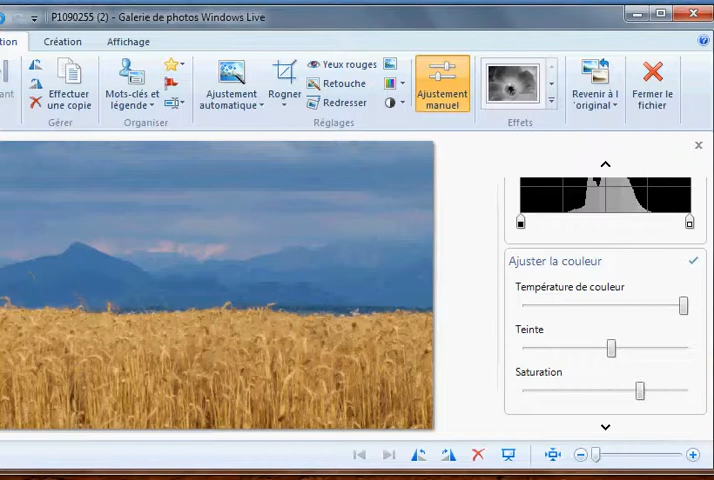 P1090255 (2) - Galerie de photos Windows Live
tion
Création
Affichage
Effectuer
une copie
Gérer
Mots-clés et
légende
Organiser
Ajustement
automatique
Rogner
Yeux rouges
Retouche
Redresser
Réglages
Ajustement
manuel
Effets
Revenir à l
'original
Fermer le
fichier
Ajuster la couleur
Température de couleur
Teinte
Saturation